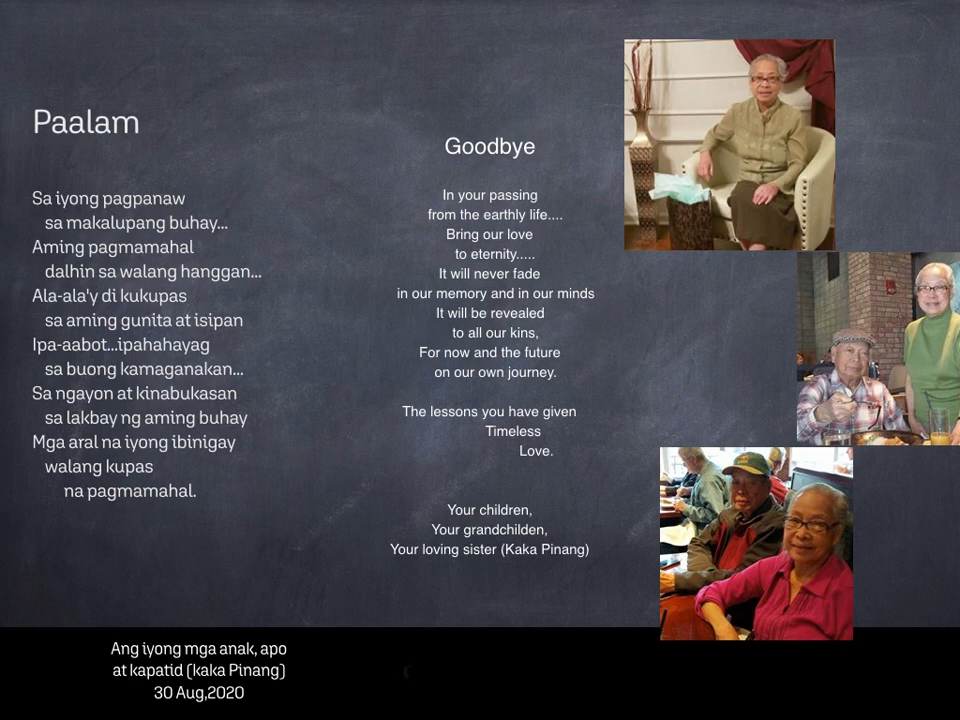 Paalam
Sa iyong pagpanaw
sa makalupang buhay...
Aming pagmamahal
dalhin sa walang hanggan...
Ala-ala'y di kukupas
sa aming gunita at isipan
Ipa-aabot...ipahahayag
sa buong kamaganakan...
Sa ngayon at kinabukasan
sa lakbay ng aming buhay
Mga aral na iyong ibinigay
walang kupas
na pagmamahal.
Ang iyong mga anak, apo
at kapatid (kaka Pinang)
30 Aug,2020
Goodbye
In your passing
from the earthly life....
Bring our love
to eternity.....
It will never fade
in our memory and in our minds
It will be revealed
to all our kins,
For now and the future
on our own journey.
The lessons you have given
Timeless
Love.
Your children,
Your grandchilden,
Your loving sister (Kaka Pinang)